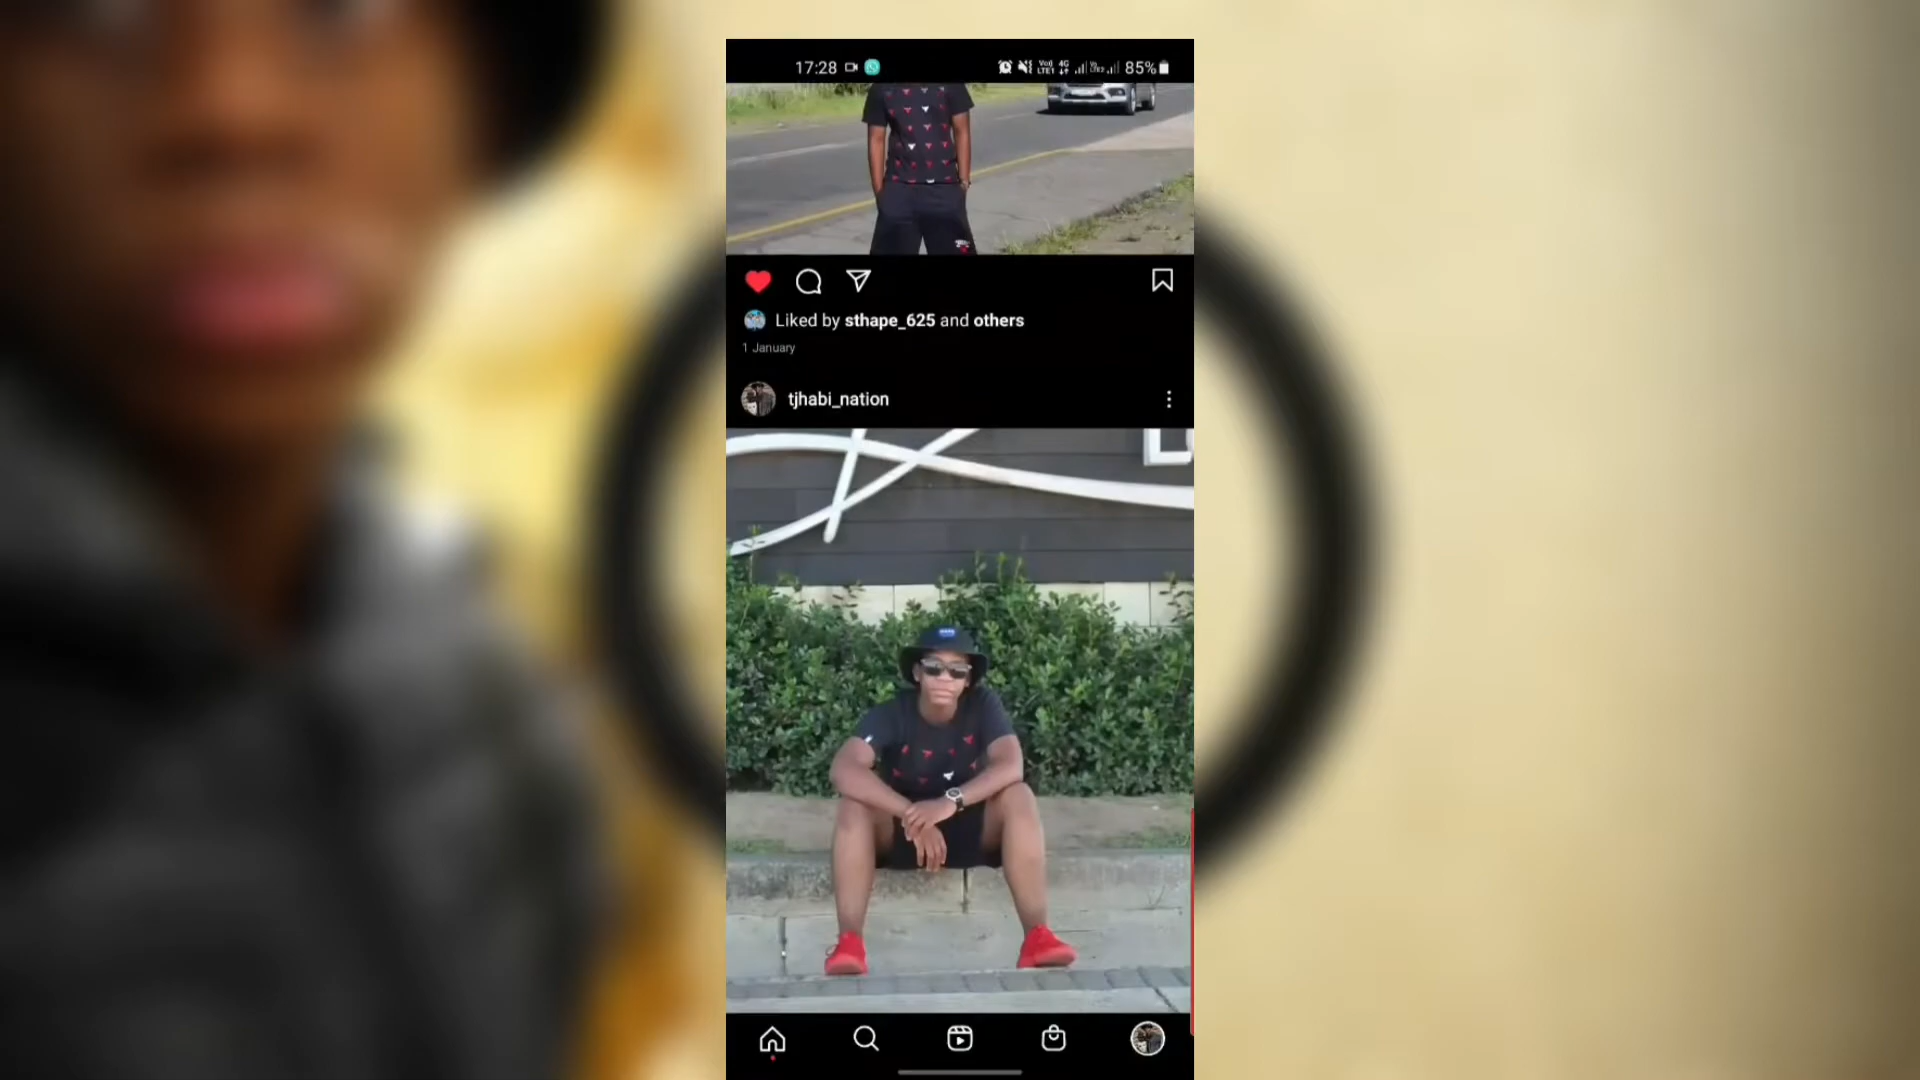 17:28 85%
Liked by sthape_625 and others
1 January
tjhabi_nation